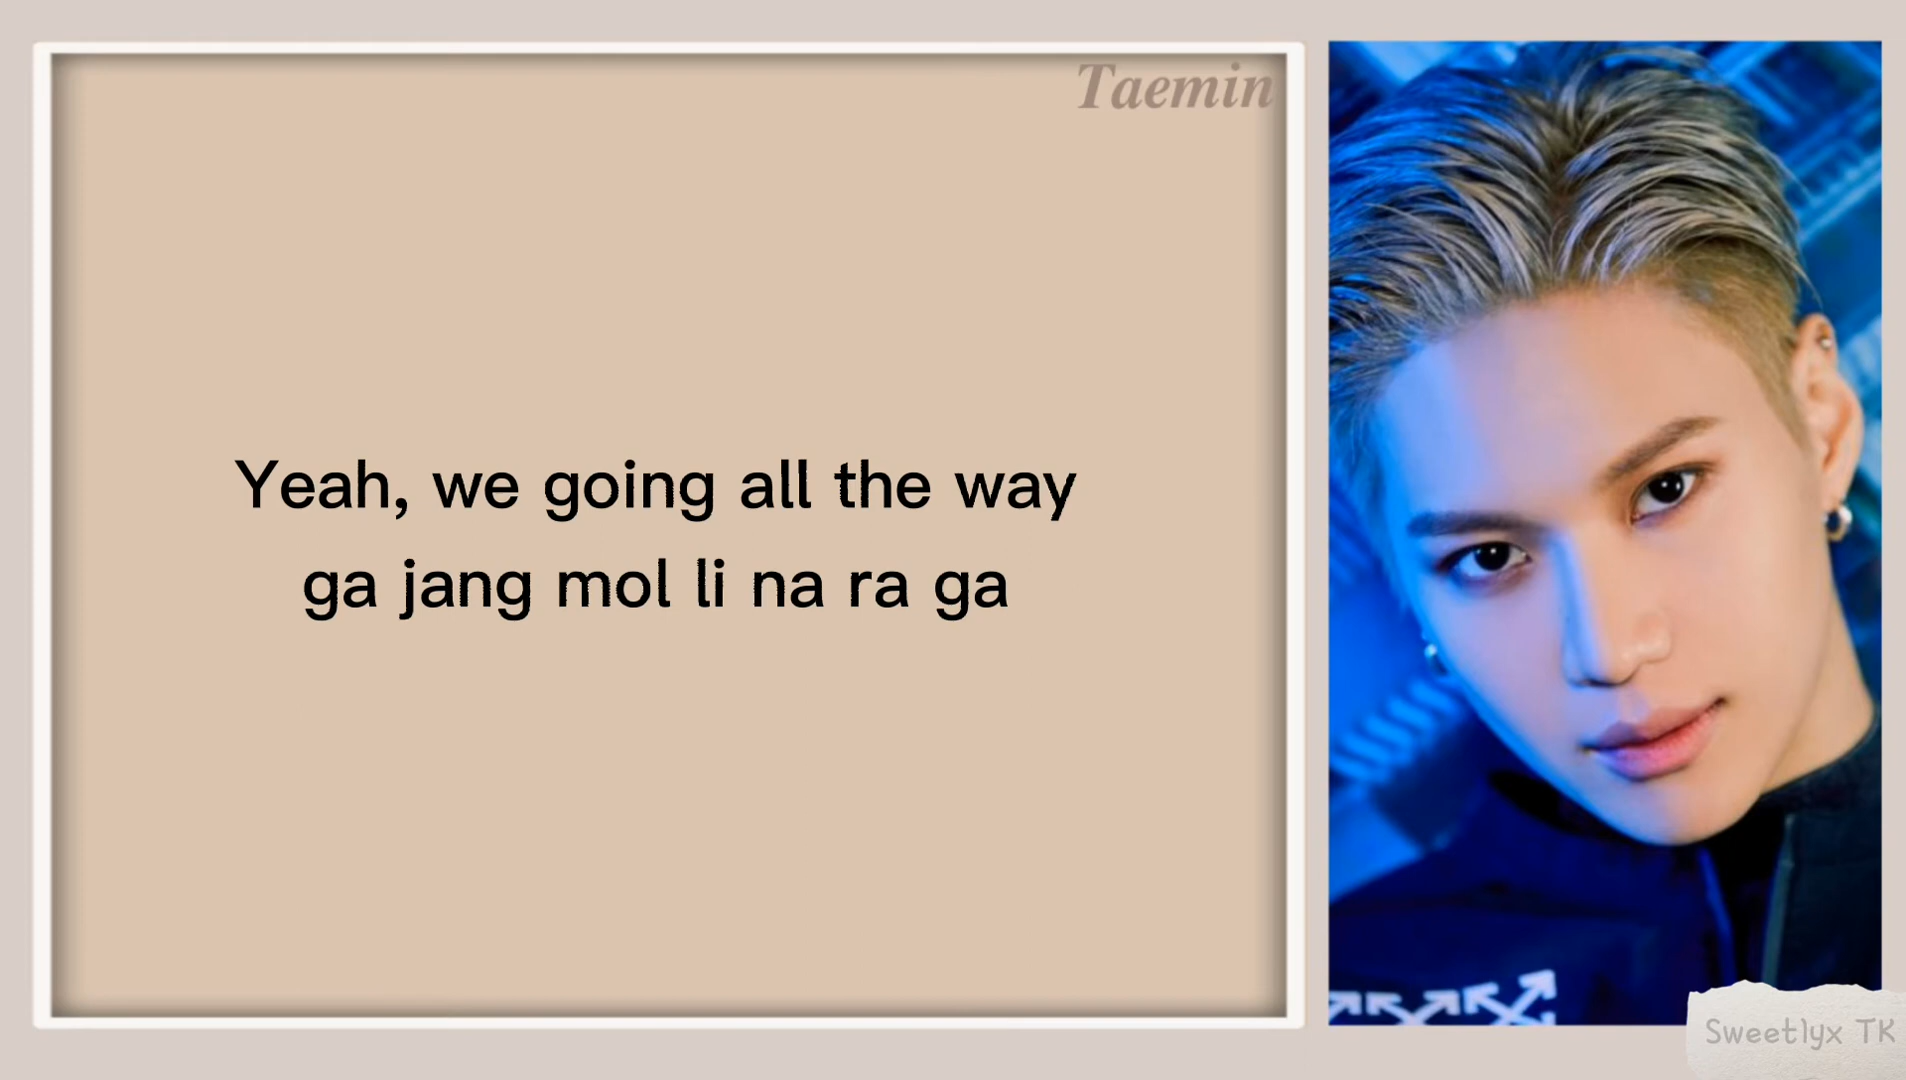 Taemin
Yeah, we going all the way
ga jang mol li na ra ga
Sweetlyx TK